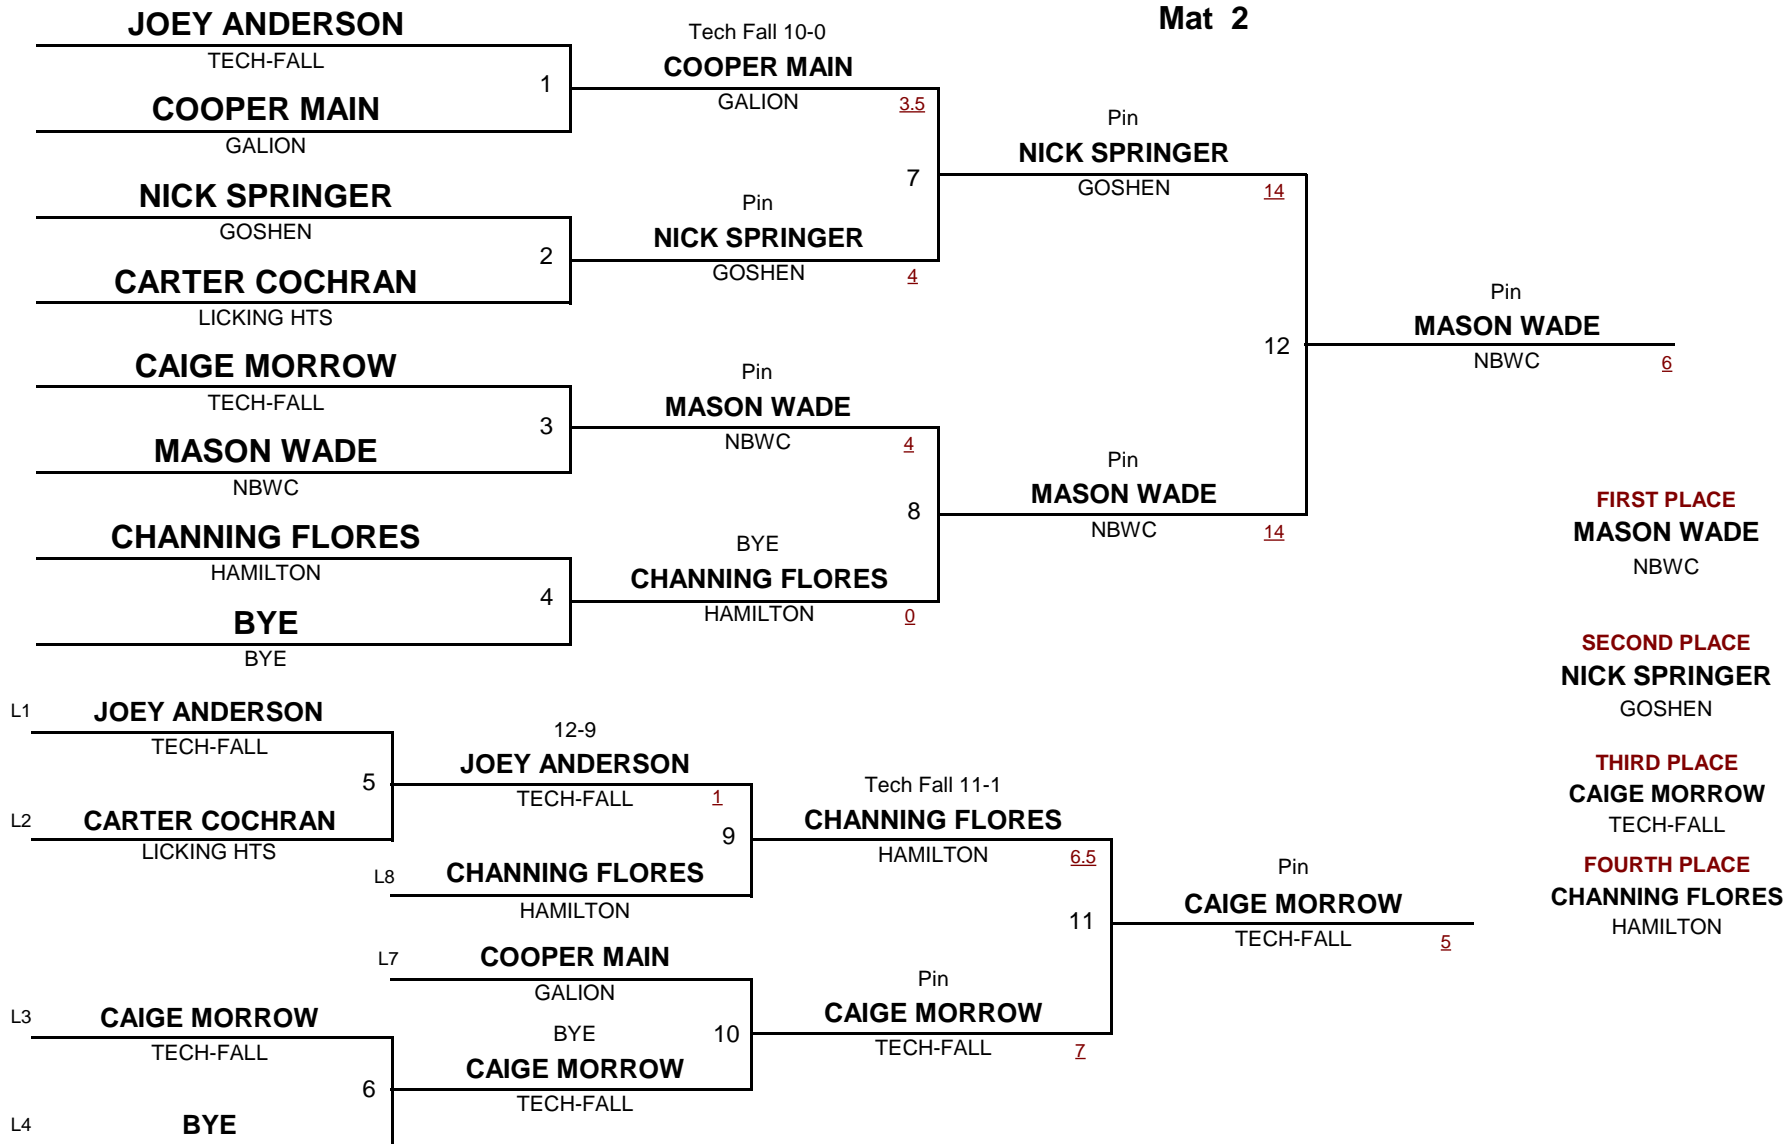 Mat 2
JOEY ANDERSON
TECH-FALL
1
COOPER MAIN
GALION
NICK SPRINGER
GOSHEN
2
CARTER COCHRAN
LICKING HTS
CAIGE MORROW
TECH-FALL
3
MASON WADE
NBWC
CHANNING FLORES
HAMILTON
4
BYE
BYE
Tech Fall 10-0
COOPER MAIN
GALION 3.5
7
Pin
NICK SPRINGER
GOSHEN 4
Pin
MASON WADE
NBWC 4
8
BYE
CHANNING FLORES
HAMILTON 0
Pin
NICK SPRINGER
GOSHEN 14
12
Pin
MASON WADE
NBWC 14
Pin
MASON WADE
NBWC 6
FIRST PLACE
MASON WADE
NBWC
SECOND PLACE
NICK SPRINGER
GOSHEN
THIRD PLACE
CAIGE MORROW
TECH-FALL
FOURTH PLACE
CHANNING FLORES
HAMILTON
L1 JOEY ANDERSON
TECH-FALL
5
L2 CARTER COCHRAN
LICKING HTS
12-9
JOEY ANDERSON
TECH-FALL 1
9
L8 CHANNING FLORES
HAMILTON
L7 COOPER MAIN
GALION
10
BYE
CAIGE MORROW
TECH-FALL
L3 CAIGE MORROW
TECH-FALL
6
L4 BYE
Tech Fall 11-1
CHANNING FLORES
HAMILTON 6.5
11
Pin
CAIGE MORROW
TECH-FALL 7
Pin
CAIGE MORROW
TECH-FALL 5